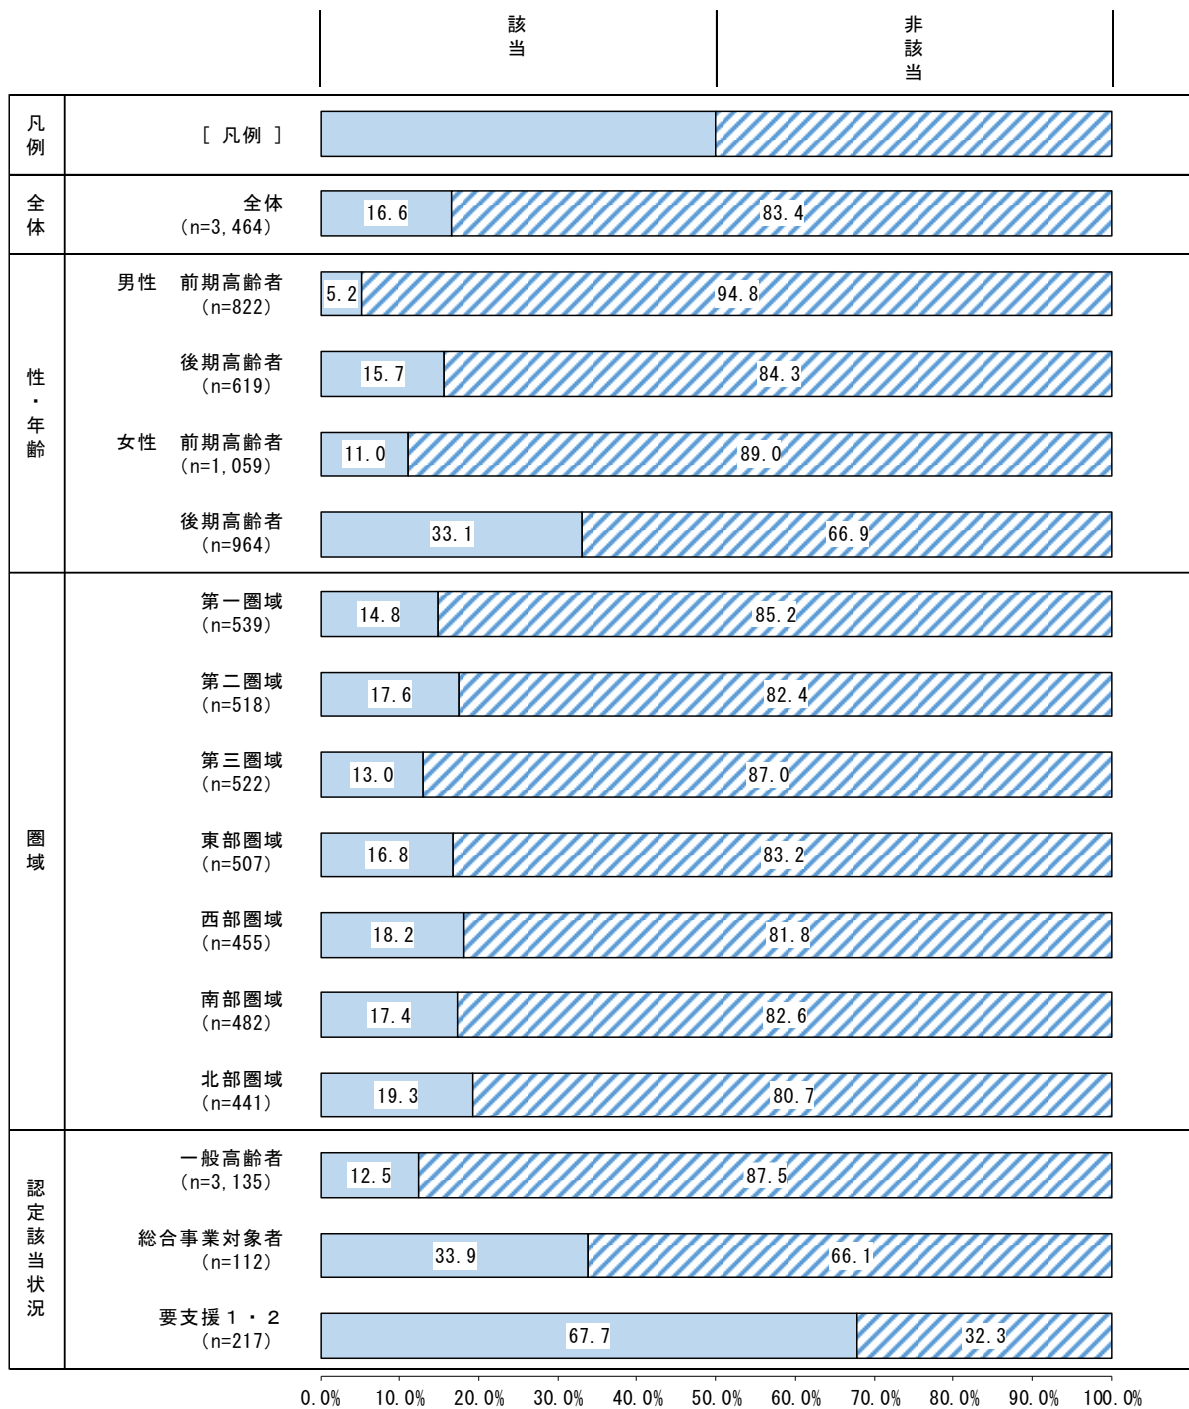 該当
非該当
凡例
[ 凡例 ]
全体
全体
(n=3,464)
16.6
83.4
性・年齢
男性　前期高齢者
(n=822)
5.2
94.8
後期高齢者
(n=619)
15.7
84.3
女性　前期高齢者
(n=1,059)
11.0
89.0
後期高齢者
(n=964)
33.1
66.9
圏域
第一圏域
(n=539)
14.8
85.2
第二圏域
(n=518)
17.6
82.4
第三圏域
(n=522)
13.0
87.0
東部圏域
(n=507)
16.8
83.2
西部圏域
(n=455)
18.2
81.8
南部圏域
(n=482)
17.4
82.6
北部圏域
(n=441)
19.3
80.7
認定該当状況
一般高齢者
(n=3,135)
12.5
87.5
総合事業対象者
(n=112)
33.9
66.1
要支援１・２
(n=217)
67.7
32.3
0.0% 10.0% 20.0% 30.0% 40.0% 50.0% 60.0% 70.0% 80.0% 90.0% 100.0%